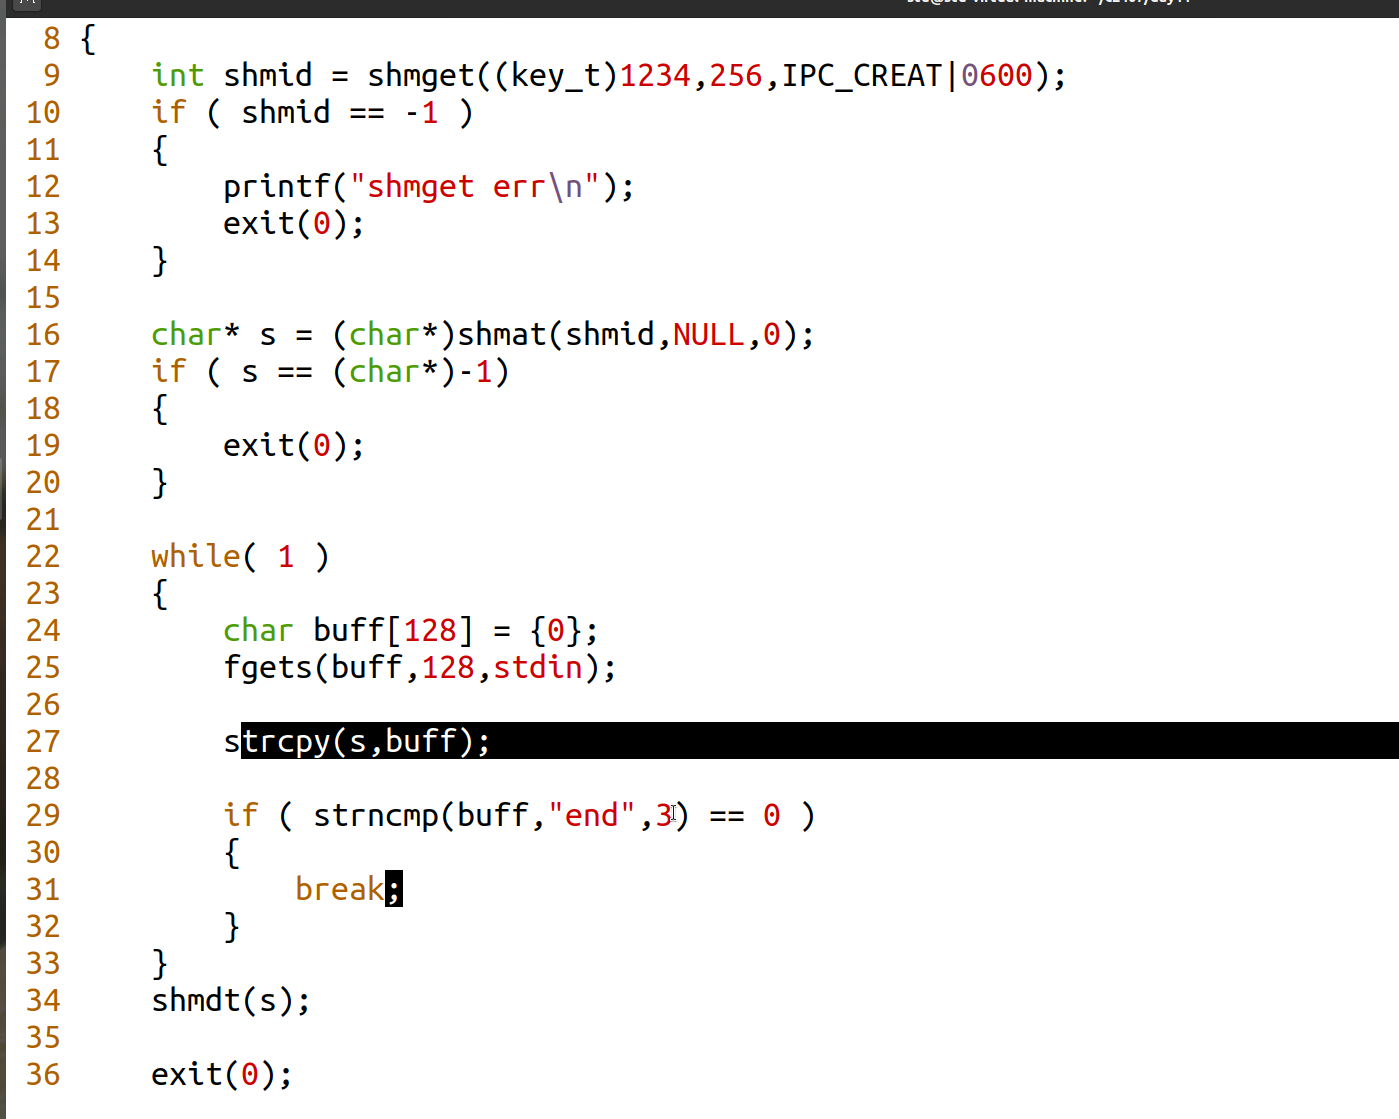 8 {
9     int shmid = shmget((key_t)1234,256,IPC_CREAT|0600);
10     if ( shmid == -1 )
11     {
12         printf("shmget err\n");
13         exit(0);
14     }
15
16     char* s = (char*)shmat(shmid,NULL,0);
17     if ( s == (char*)-1)
18     {
19         exit(0);
20     }
21
22     while( 1 )
23     {
24         char buff[128] = {0};
25         fgets(buff,128,stdin);
26
27         strcpy(s,buff);
28
29         if ( strncmp(buff,"end",3) == 0 )
30         {
31             break;
32         }
33     }
34     shmdt(s);
35
36     exit(0);